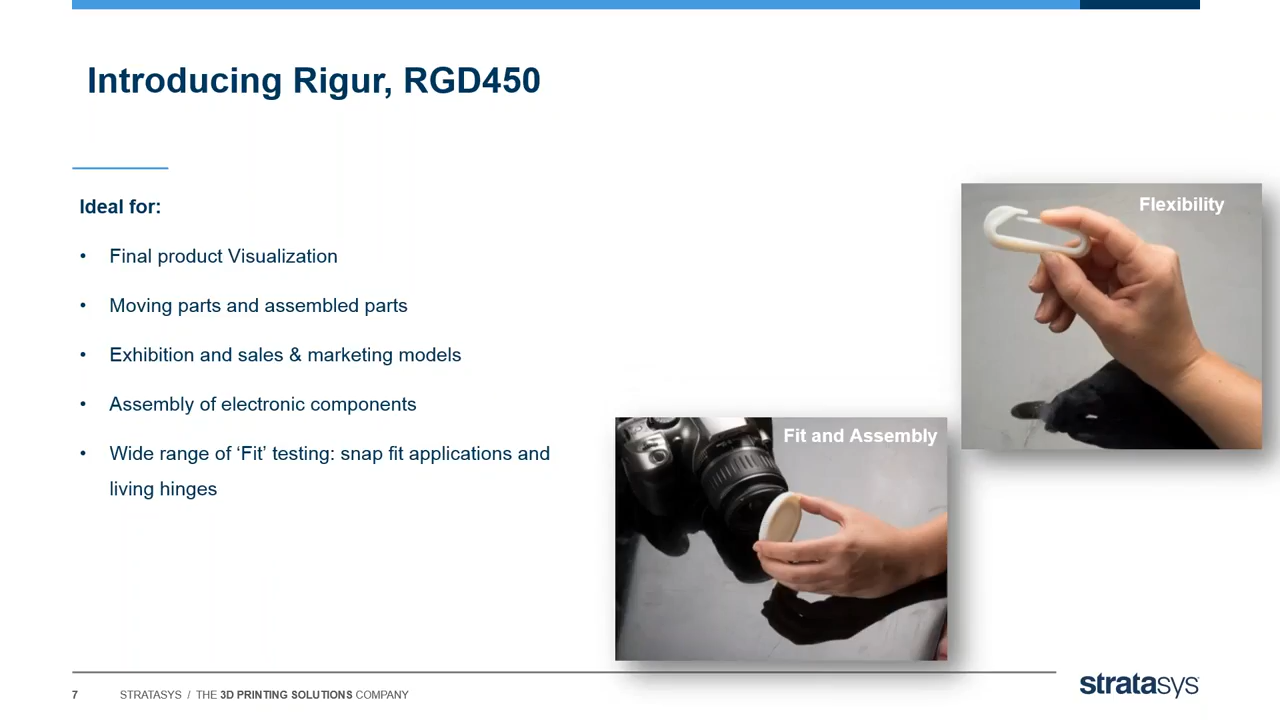 Introducing Rigur, RGD450
Ideal for:
• Final product Visualization
• Moving parts and assembled parts
• Exhibition and sales & marketing models
• Assembly of electronic components
• Wide range of ‘Fit’ testing: snap fit applications and
living hinges
Flexibility
Fit and Assembly
7 STRATASYS / THE 3D PRINTING SOLUTIONS COMPANY
stratasys